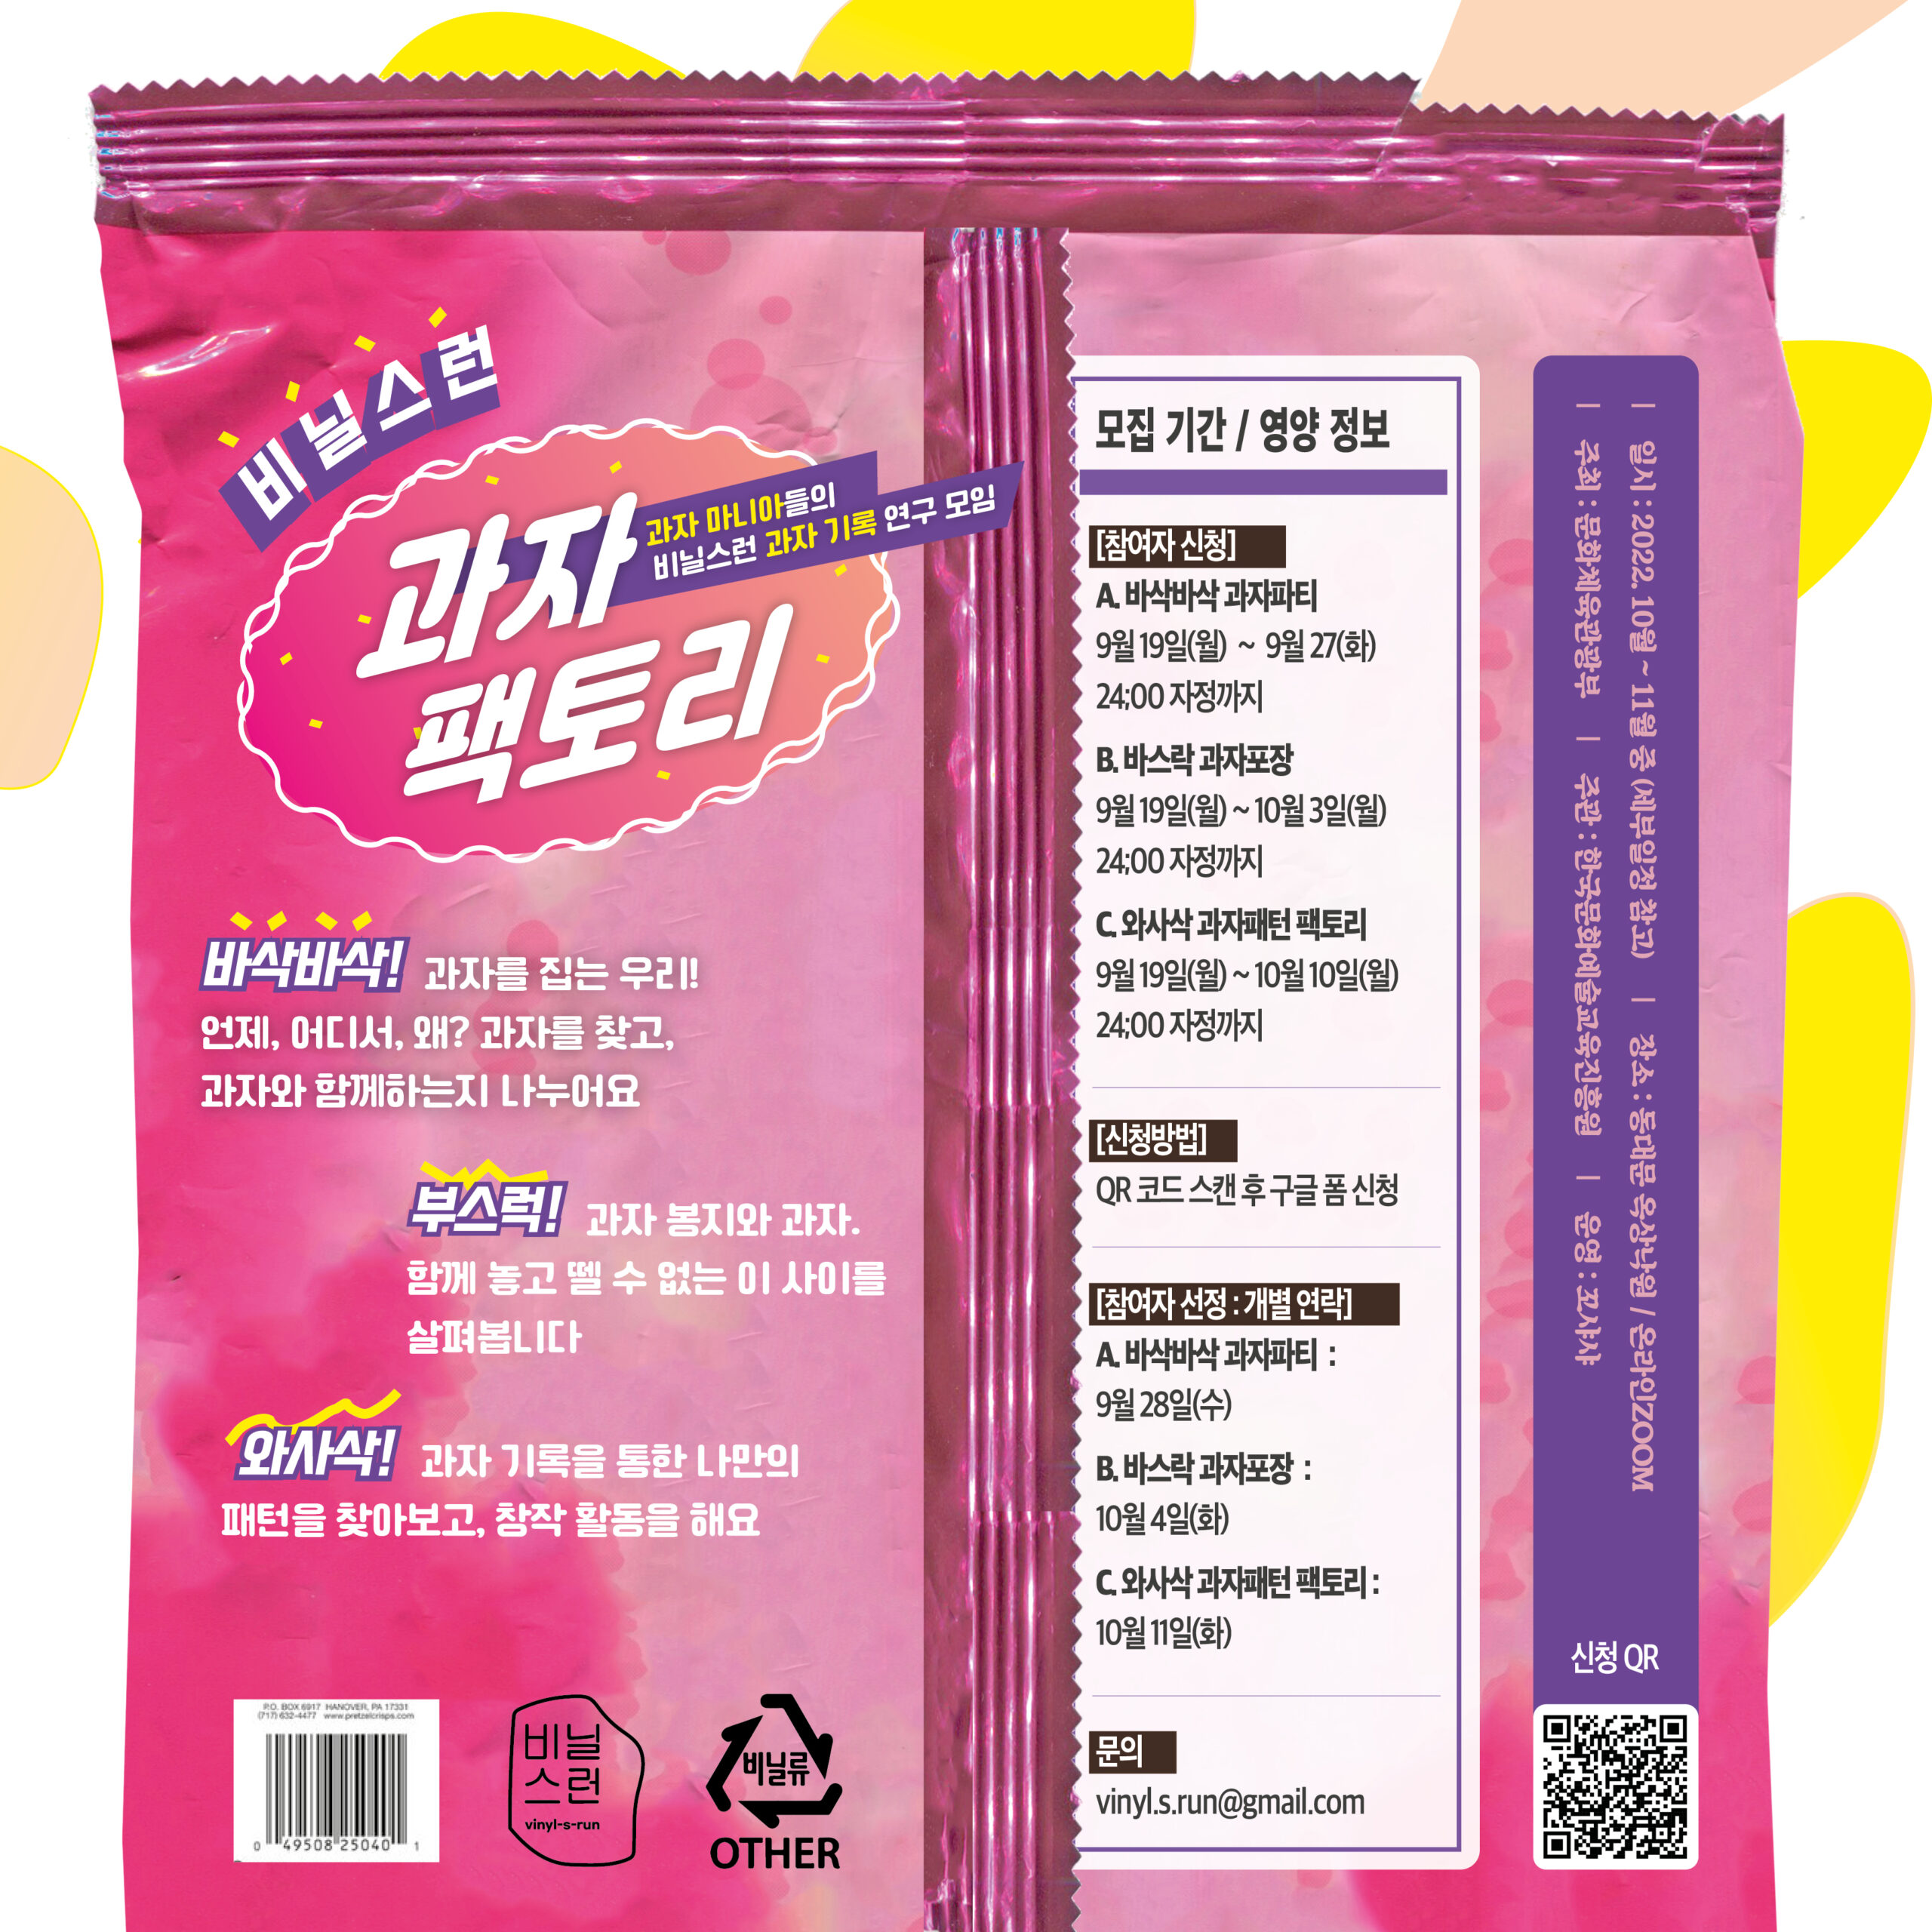 비닐스런
과자
팩토리
과자 마니아들의
비닐스런 과자 기록 연구 모임
바삭바삭! 과자를 집는 우리!
언제, 어디서, 왜? 과자를 찾고,
과자와 함께하는지 나누어요
부스럭! 과자 봉지와 과자.
함께 놓고 뗄 수 없는 이 사이를
살펴봅니다
와사삭! 과자 기록을 통한 나만의
패턴을 찾아보고, 창작 활동을 해요
P.O. BOX 6917 HANOVER, PA 17331
(717) 632-4477 www.pretzelcrisps.com
0 49508 25040 1
비닐
스런
vinyl-s-run
비닐류
OTHER
모집 기간 / 영양 정보
[참여자 신청]
A. 바삭바삭 과자파티
9월 19일(월) ~ 9월 27(화)
24;00 자정까지
B. 바스락 과자포장
9월 19일(월) ~ 10월 3일(월)
24;00 자정까지
C. 와사삭 과자패턴 팩토리
9월 19일(월) ~ 10월 10일(월)
24;00 자정까지
[신청방법]
QR 코드 스캔 후 구글 폼 신청
[참여자 선정 : 개별 연락]
A. 바삭바삭 과자파티 :
9월 28일(수)
B. 바스락 과자포장 :
10월 4일(화)
C. 와사삭 과자패턴 팩토리 :
10월 11일(화)
문의
vinyl.s.run@gmail.com
| 일시 : 2022. 10월 ~ 11월 중 (세부일정 참고) | 장소 : 동대문 옥상낙원 / 온라인ZOOM
| 주최 : 문화체육관광부 | 주관 : 한국문화예술교육진흥원 | 운영 : 꼬샤샤
신청 QR